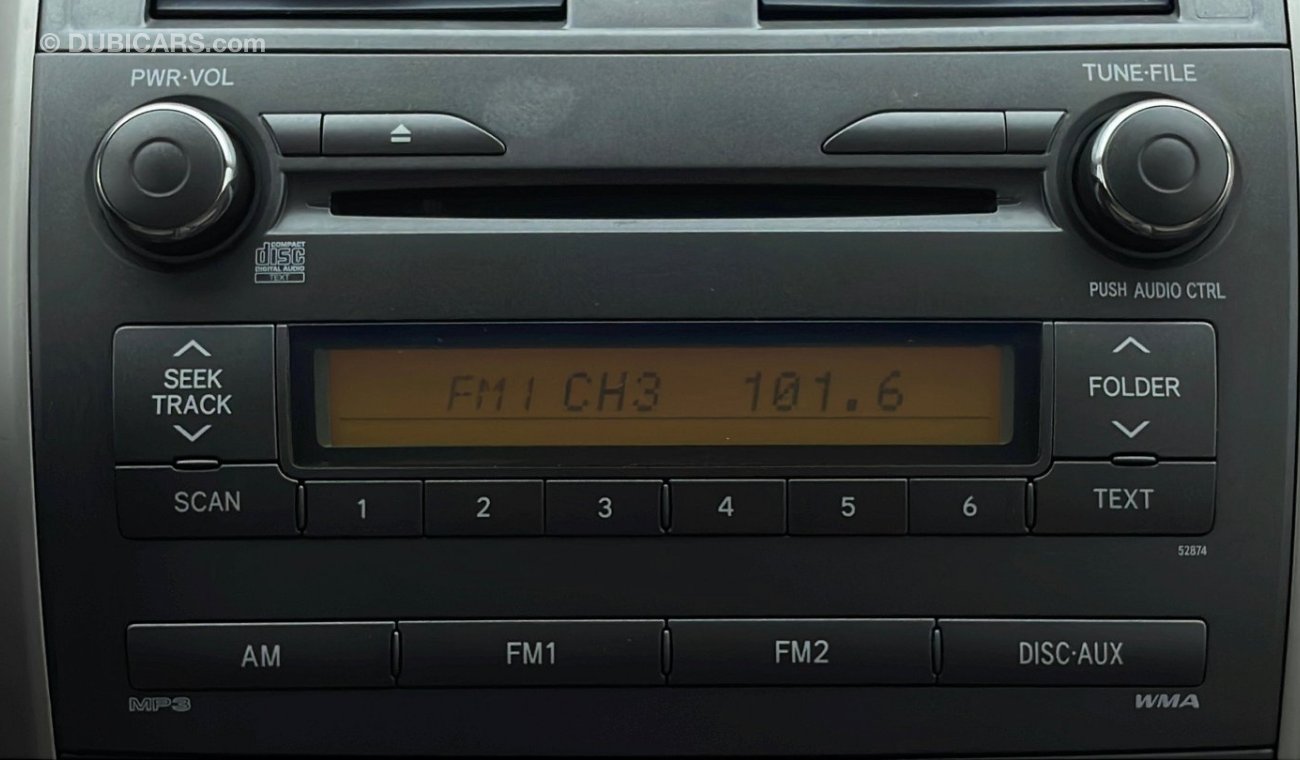 © DUBICARS.com
PWR·VOL
TUNE·FILE
COMPACT
disc
DIGITAL AUDIO
TEXT
PUSH AUDIO CTRL
SEEK
TRACK
FM1 CH3 101.6
FOLDER
SCAN
1 2 3 4 5 6
TEXT
52874
AM FM1 FM2 DISC·AUX
MP3 WMA